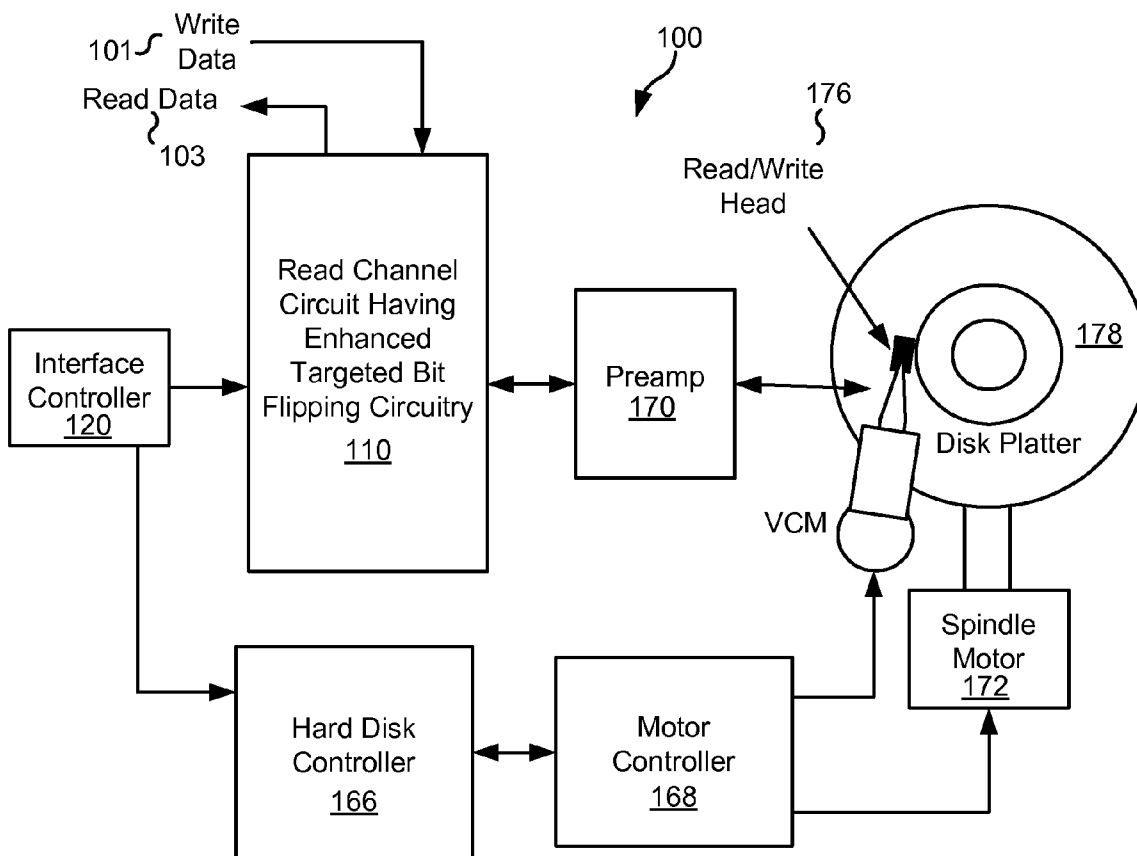 101
Write
Data
Read Data
103
100
176
Read/Write
Head
Read Channel
Circuit Having
Enhanced
Targeted Bit
Flipping Circuitry
110
Interface
Controller
120
Preamp
170
178
Disk Platter
VCM
Spindle
Motor
172
Hard Disk
Controller
166
Motor
Controller
168